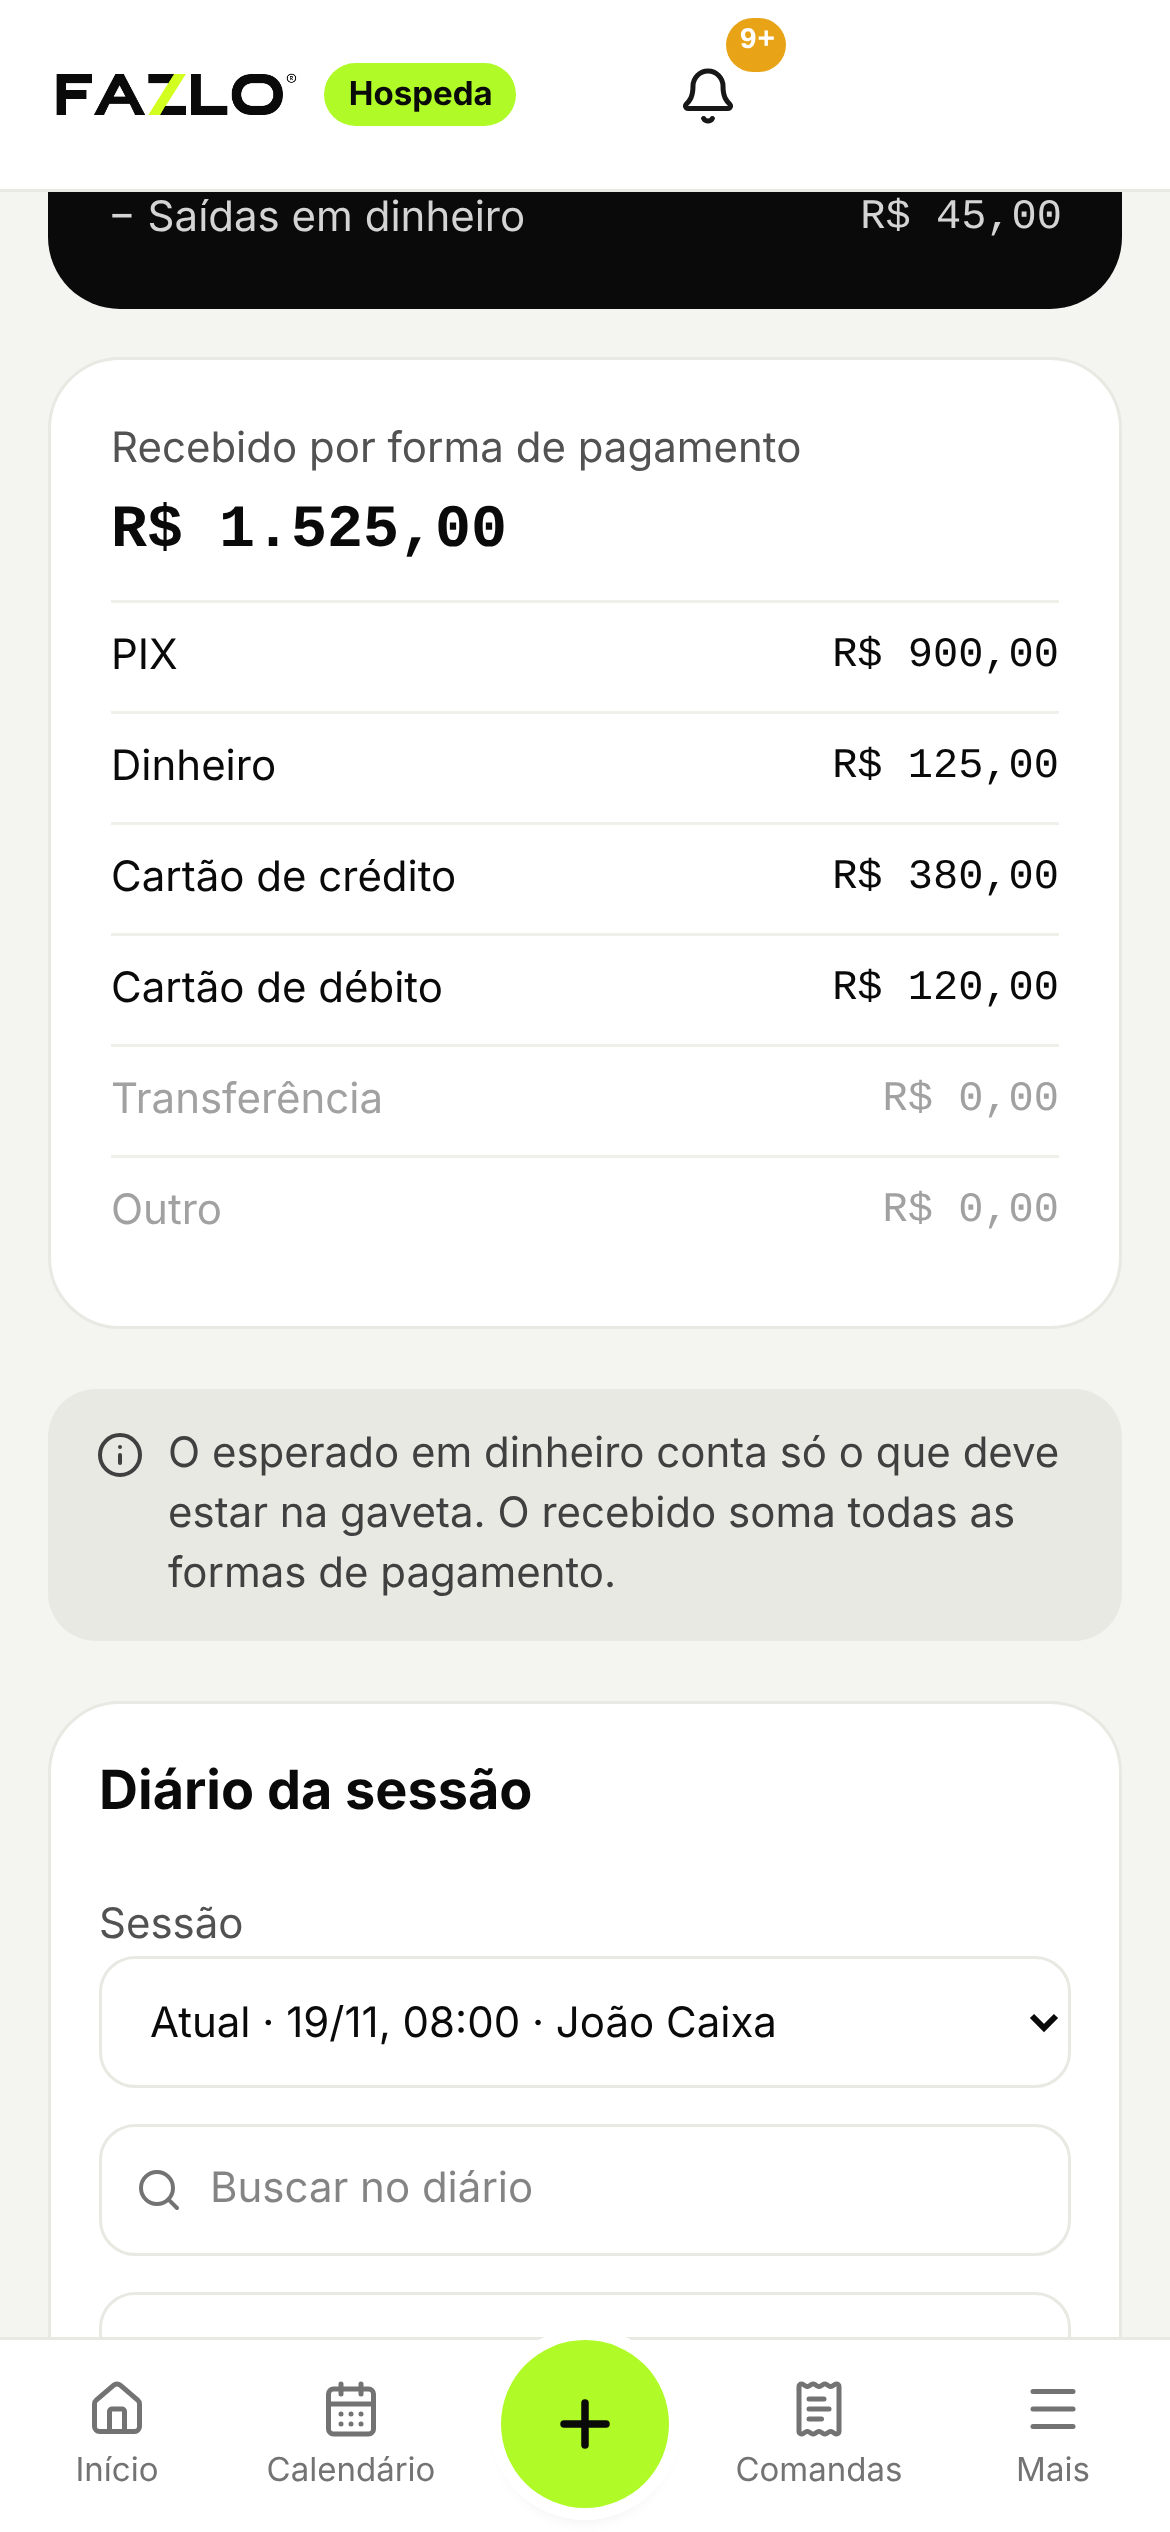 FAZLO®
Hospeda
9+
− Saídas em dinheiro R$ 45,00
Recebido por forma de pagamento
R$ 1.525,00
PIX R$ 900,00
Dinheiro R$ 125,00
Cartão de crédito R$ 380,00
Cartão de débito R$ 120,00
Transferência R$ 0,00
Outro R$ 0,00
O esperado em dinheiro conta só o que deve
estar na gaveta. O recebido soma todas as
formas de pagamento.
Diário da sessão
Sessão
Atual · 19/11, 08:00 · João Caixa
Buscar no diário
Início Calendário Comandas Mais